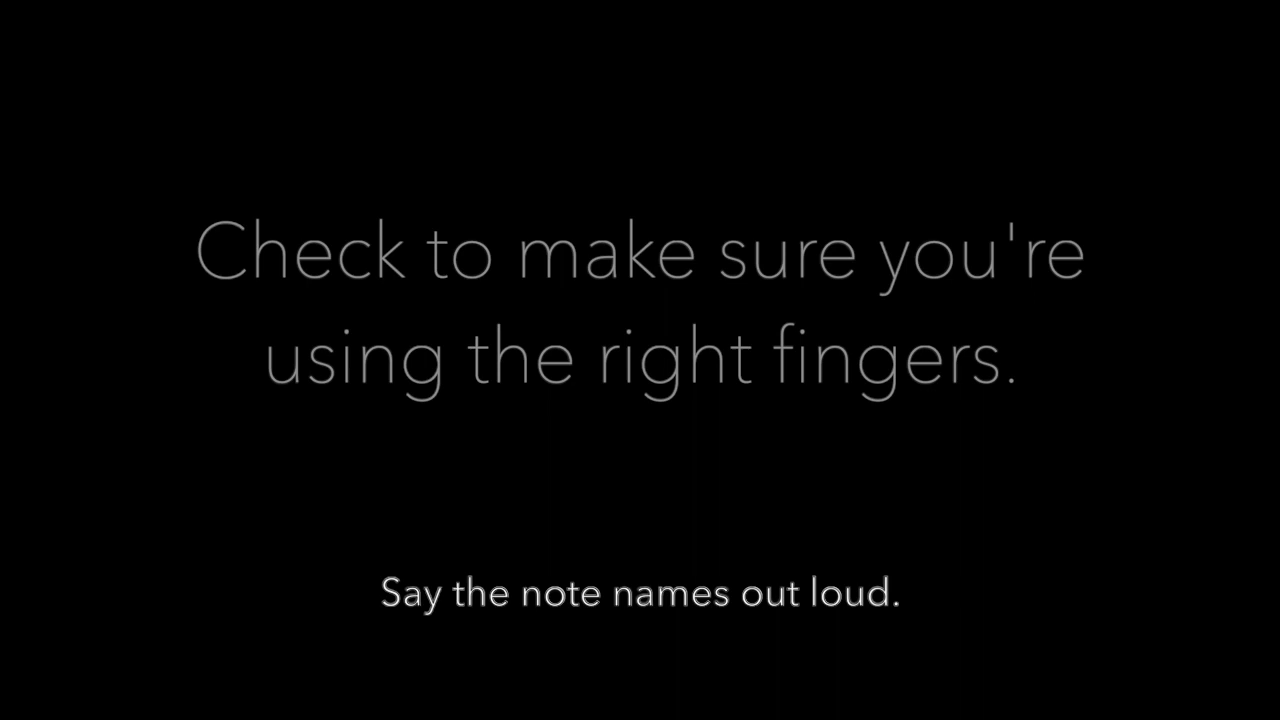 Check to make sure you're
using the right fingers.
Say the note names out loud.